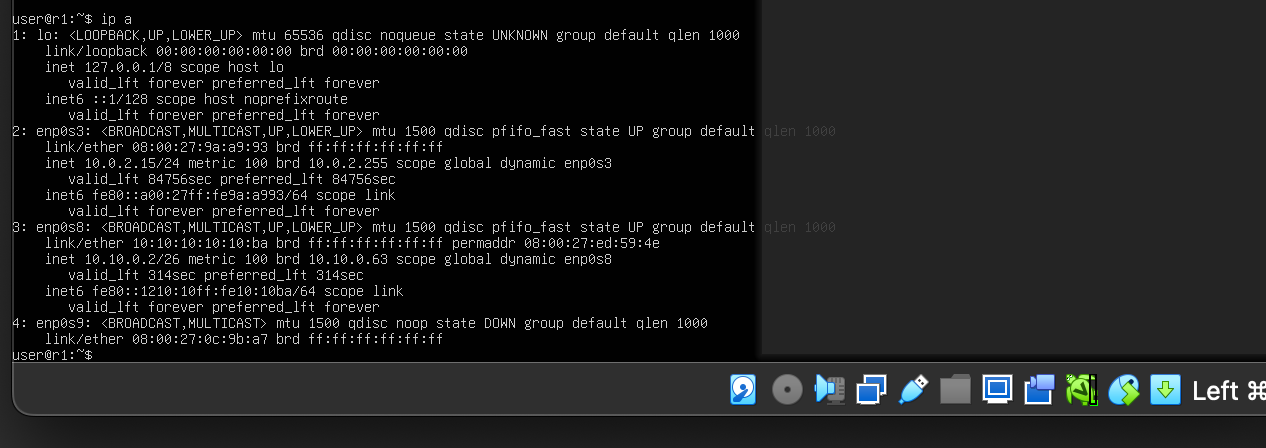 user@r1:~$ ip a
1: lo: <LOOPBACK,UP,LOWER_UP> mtu 65536 qdisc noqueue state UNKNOWN group default qlen 1000
    link/loopback 00:00:00:00:00:00 brd 00:00:00:00:00:00
    inet 127.0.0.1/8 scope host lo
       valid_lft forever preferred_lft forever
    inet6 ::1/128 scope host noprefixroute
       valid_lft forever preferred_lft forever
2: enp0s3: <BROADCAST,MULTICAST,UP,LOWER_UP> mtu 1500 qdisc pfifo_fast state UP group default qlen 1000
    link/ether 08:00:27:9a:a9:93 brd ff:ff:ff:ff:ff:ff
    inet 10.0.2.15/24 metric 100 brd 10.0.2.255 scope global dynamic enp0s3
       valid_lft 84756sec preferred_lft 84756sec
    inet6 fe80::a00:27ff:fe9a:a993/64 scope link
       valid_lft forever preferred_lft forever
3: enp0s8: <BROADCAST,MULTICAST,UP,LOWER_UP> mtu 1500 qdisc pfifo_fast state UP group default qlen 1000
    link/ether 10:10:10:10:10:ba brd ff:ff:ff:ff:ff:ff permaddr 08:00:27:ed:59:4e
    inet 10.10.0.2/26 metric 100 brd 10.10.0.63 scope global dynamic enp0s8
       valid_lft 314sec preferred_lft 314sec
    inet6 fe80::1210:10ff:fe10:10ba/64 scope link
       valid_lft forever preferred_lft forever
4: enp0s9: <BROADCAST,MULTICAST> mtu 1500 qdisc noop state DOWN group default qlen 1000
    link/ether 08:00:27:0c:9b:a7 brd ff:ff:ff:ff:ff:ff
user@r1:~$
Left ⌘